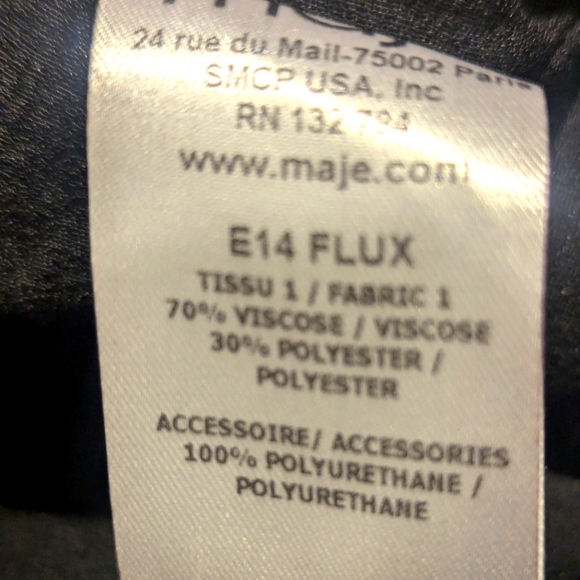 24 rue du Mail-75002 Paris
SMCP USA, Inc
RN 132 794
www.maje.com
E14 FLUX
TISSU 1 / FABRIC 1
70% VISCOSE / VISCOSE
30% POLYESTER /
POLYESTER
ACCESSOIRE/ ACCESSORIES
100% POLYURETHANE /
POLYURETHANE